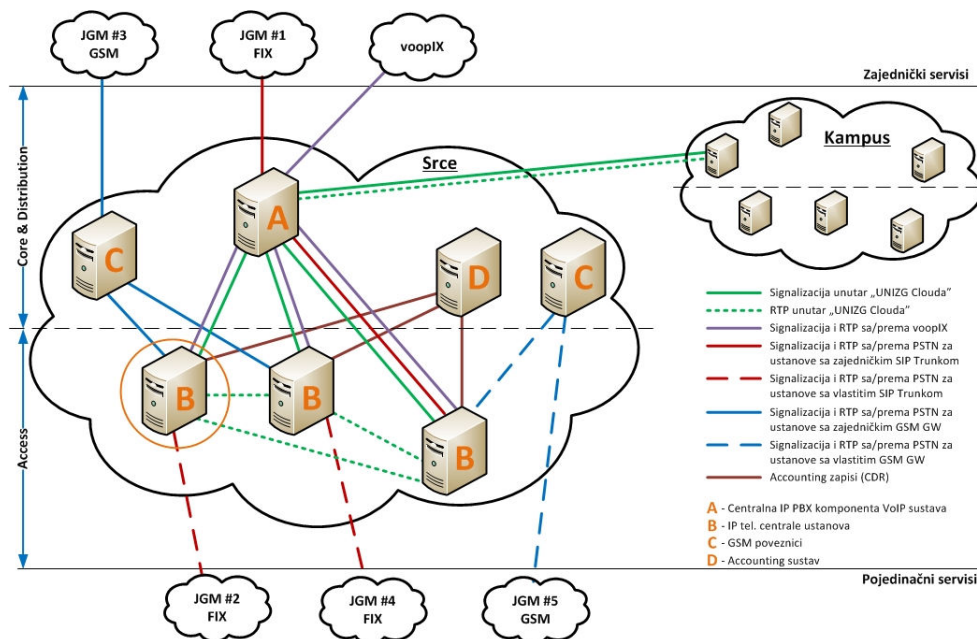 JGM #3
GSM
JGM #1
FIX
voopIX
Zajednički servisi
Kampus
Srce
Core & Distribution
Access
A
C
D
C
B
B
B
Signalizacija unutar „UNIZG Clouda"
RTP unutar „UNIZG Clouda"
Signalizacija i RTP sa/prema voopIX
Signalizacija i RTP sa/prema PSTN za
ustanove sa zajedničkim SIP Trunkom
Signalizacija i RTP sa/prema PSTN za
ustanove sa vlastitim SIP Trunkom
Signalizacija i RTP sa/prema PSTN za
ustanove sa zajedničkim GSM GW
Signalizacija i RTP sa/prema PSTN za
ustanove sa vlastitim GSM GW
Accounting zapisi (CDR)
A - Centralna IP PBX komponenta VoIP sustava
B - IP tel. centrale ustanova
C - GSM poveznici
D - Accounting sustav
Pojedinačni servisi
JGM #2
FIX
JGM #4
FIX
JGM #5
GSM